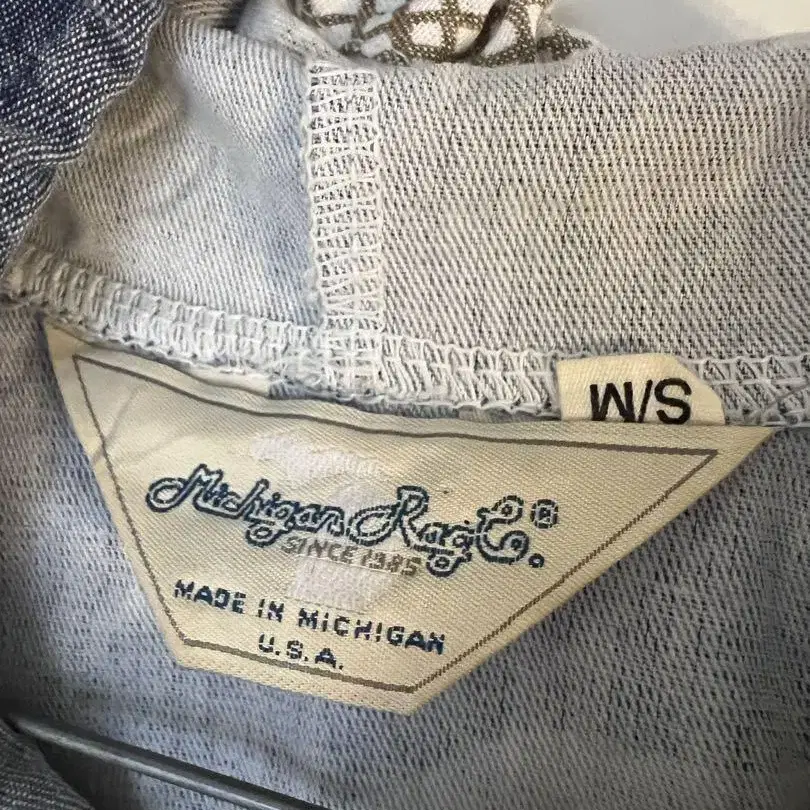 S/M
Michigan Rag Co.®
SINCE 1985
MADE IN MICHIGAN
U.S.A.